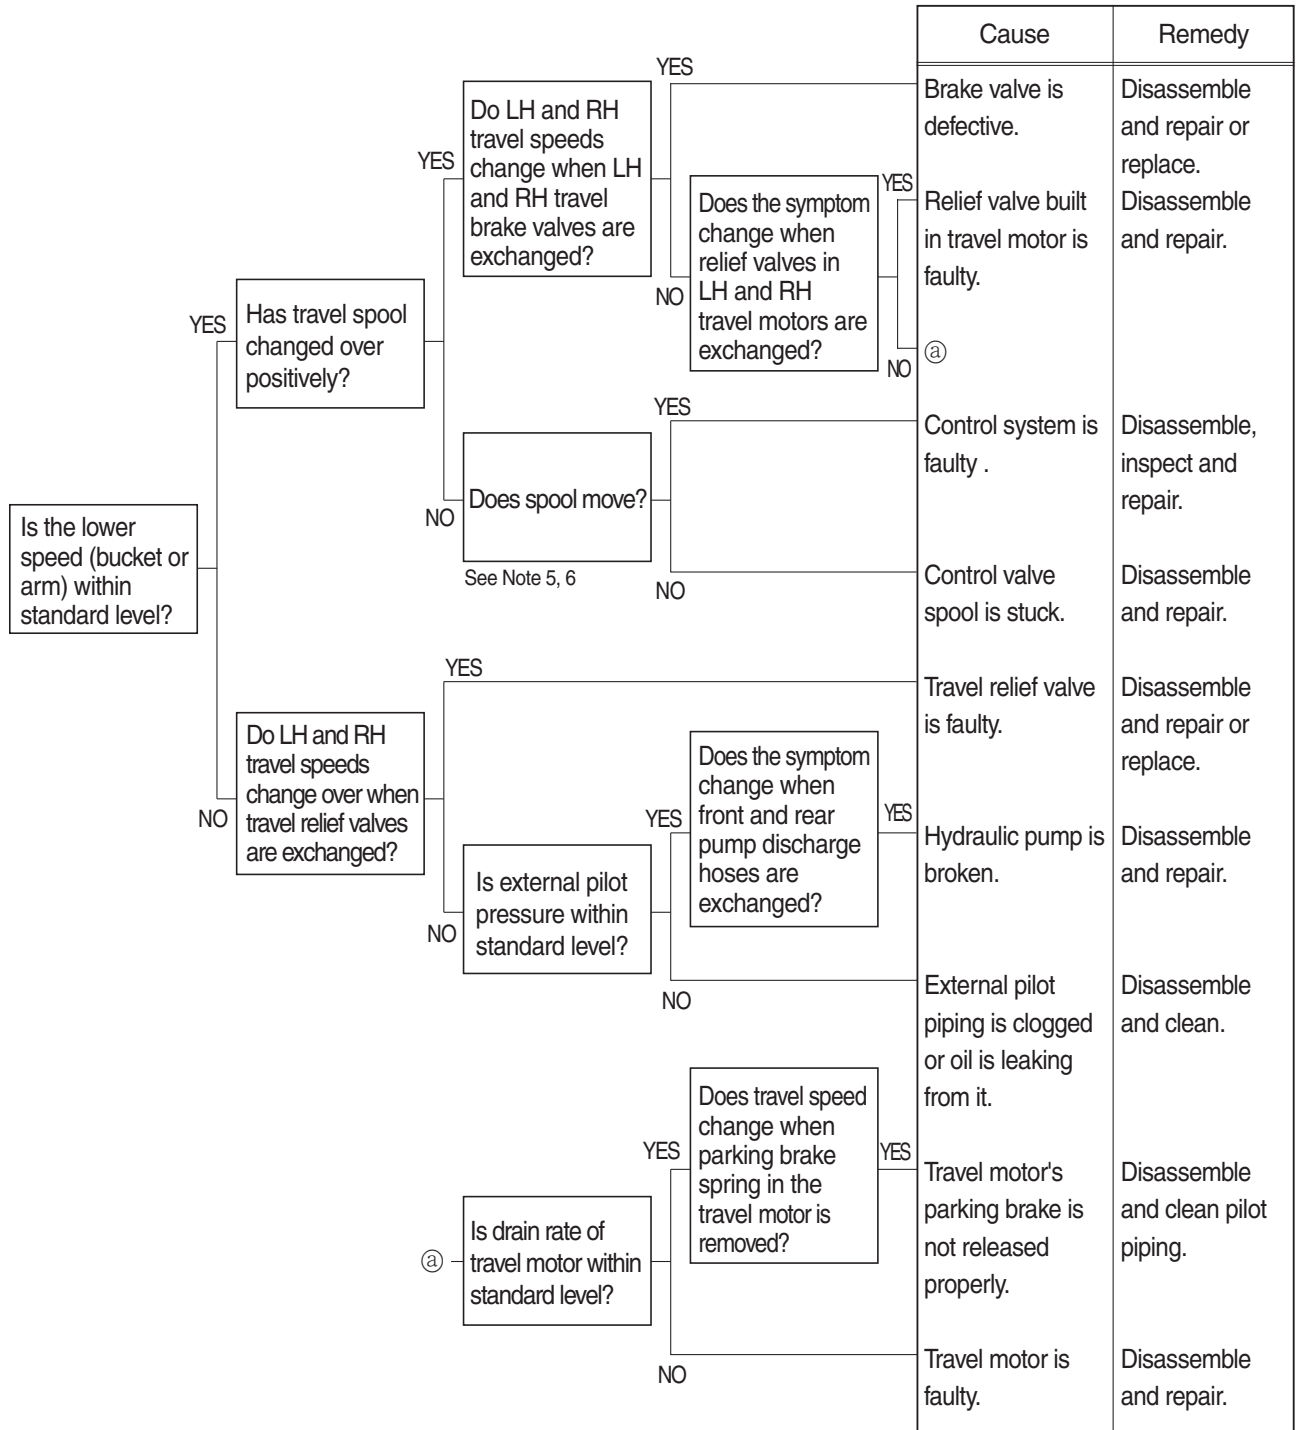 Cause
Remedy
YES
Do LH and RH
travel speeds
change when LH
and RH travel
brake valves are
exchanged?
Brake valve is
defective.
Disassemble
and repair or
replace.
YES
NO
Does the symptom
change when
relief valves in
LH and RH
travel motors are
exchanged?
YES
Relief valve built
in travel motor is
faulty.
Disassemble
and repair.
NO
ⓐ
YES
Has travel spool
changed over
positively?
NO
Does spool move?
See Note 5, 6
YES
Control system is
faulty .
Disassemble,
inspect and
repair.
NO
Control valve
spool is stuck.
Disassemble
and repair.
Is the lower
speed (bucket or
arm) within
standard level?
NO
Do LH and RH
travel speeds
change over when
travel relief valves
are exchanged?
YES
Travel relief valve
is faulty.
Disassemble
and repair or
replace.
NO
Is external pilot
pressure within
standard level?
YES
Does the symptom
change when
front and rear
pump discharge
hoses are
exchanged?
YES
Hydraulic pump is
broken.
Disassemble
and repair.
NO
External pilot
piping is clogged
or oil is leaking
from it.
Disassemble
and clean.
ⓐ
Is drain rate of
travel motor within
standard level?
YES
Does travel speed
change when
parking brake
spring in the
travel motor is
removed?
YES
Travel motor's
parking brake is
not released
properly.
Disassemble
and clean pilot
piping.
NO
Travel motor is
faulty.
Disassemble
and repair.